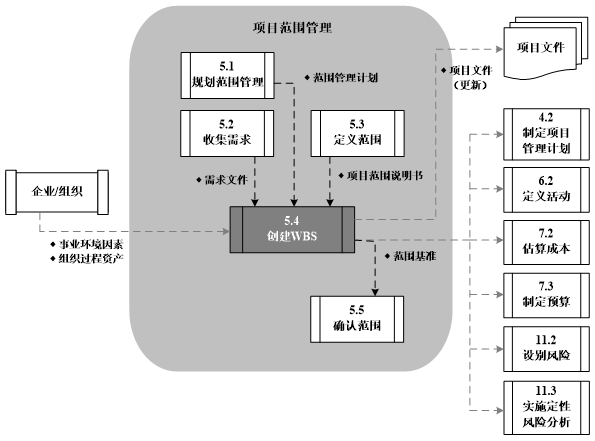 项目范围管理
5.1
规划范围管理
◆ 范围管理计划
◆ 项目文件
（更新）
项目文件
5.2
收集需求
5.3
定义范围
4.2
制定项目
管理计划
◆ 需求文件
◆ 项目范围说明书
企业/组织
6.2
定义活动
5.4
创建WBS
◆ 事业环境因素
◆ 组织过程资产
◆ 范围基准
7.2
估算成本
5.5
确认范围
7.3
制定预算
11.2
设别风险
11.3
实施定性
风险分析